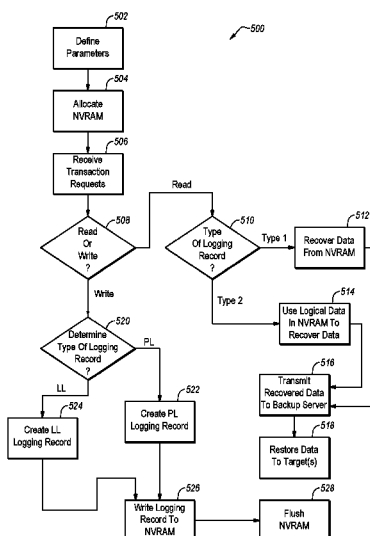 502
500
Define
Parameters
504
Allocate
NVRAM
506
Receive
Transaction
Requests
Read
508
Read
Or
Write
?
510
Type
Of Logging
Record
?
Type 1
512
Recover Data
From NVRAM
Write
Type 2
514
Use Logical Data
In NVRAM To
Recover Data
520
Determine
Type Of Logging
Record
?
PL
LL
516
Transmit
Recovered Data
To Backup Server
522
Create PL
Logging Record
524
Create LL
Logging Record
518
Restore Data
To Target(s)
526
Write Logging
Record To
NVRAM
528
Flush
NVRAM